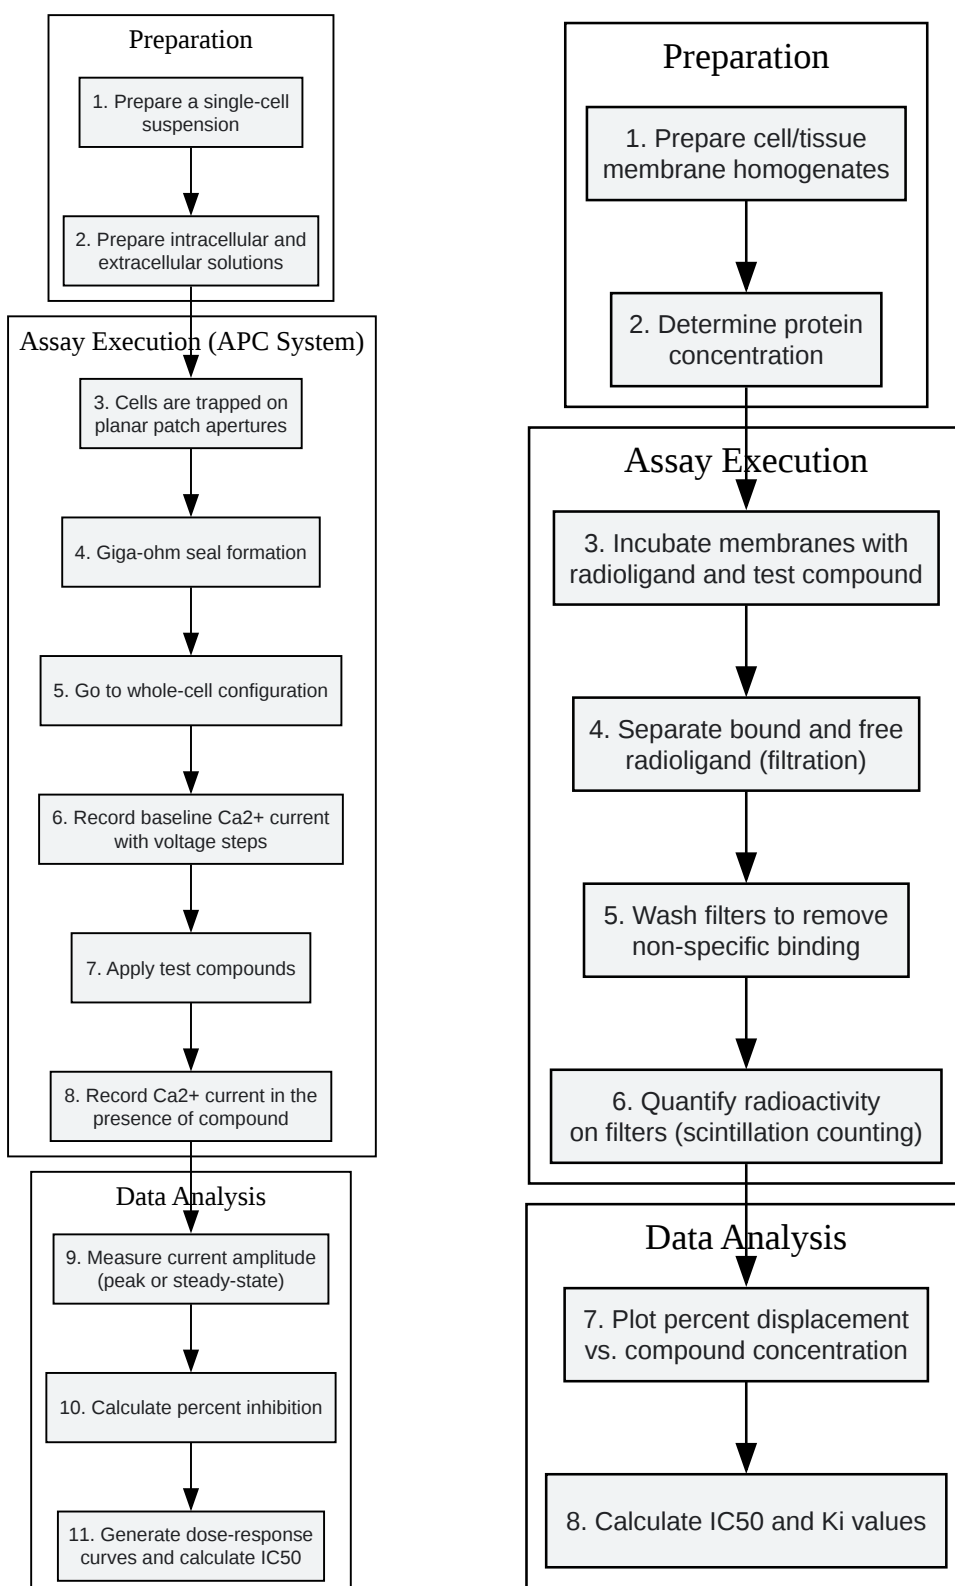 Preparation
1. Prepare a single-cell
suspension
2. Prepare intracellular and
extracellular solutions
Assay Execution (APC System)
3. Cells are trapped on
planar patch apertures
4. Giga-ohm seal formation
5. Go to whole-cell configuration
6. Record baseline Ca2+ current
with voltage steps
7. Apply test compounds
8. Record Ca2+ current in the
presence of compound
Data Analysis
9. Measure current amplitude
(peak or steady-state)
10. Calculate percent inhibition
11. Generate dose-response
curves and calculate IC50
Preparation
1. Prepare cell/tissue
membrane homogenates
2. Determine protein
concentration
Assay Execution
3. Incubate membranes with
radioligand and test compound
4. Separate bound and free
radioligand (filtration)
5. Wash filters to remove
non-specific binding
6. Quantify radioactivity
on filters (scintillation counting)
Data Analysis
7. Plot percent displacement
vs. compound concentration
8. Calculate IC50 and Ki values